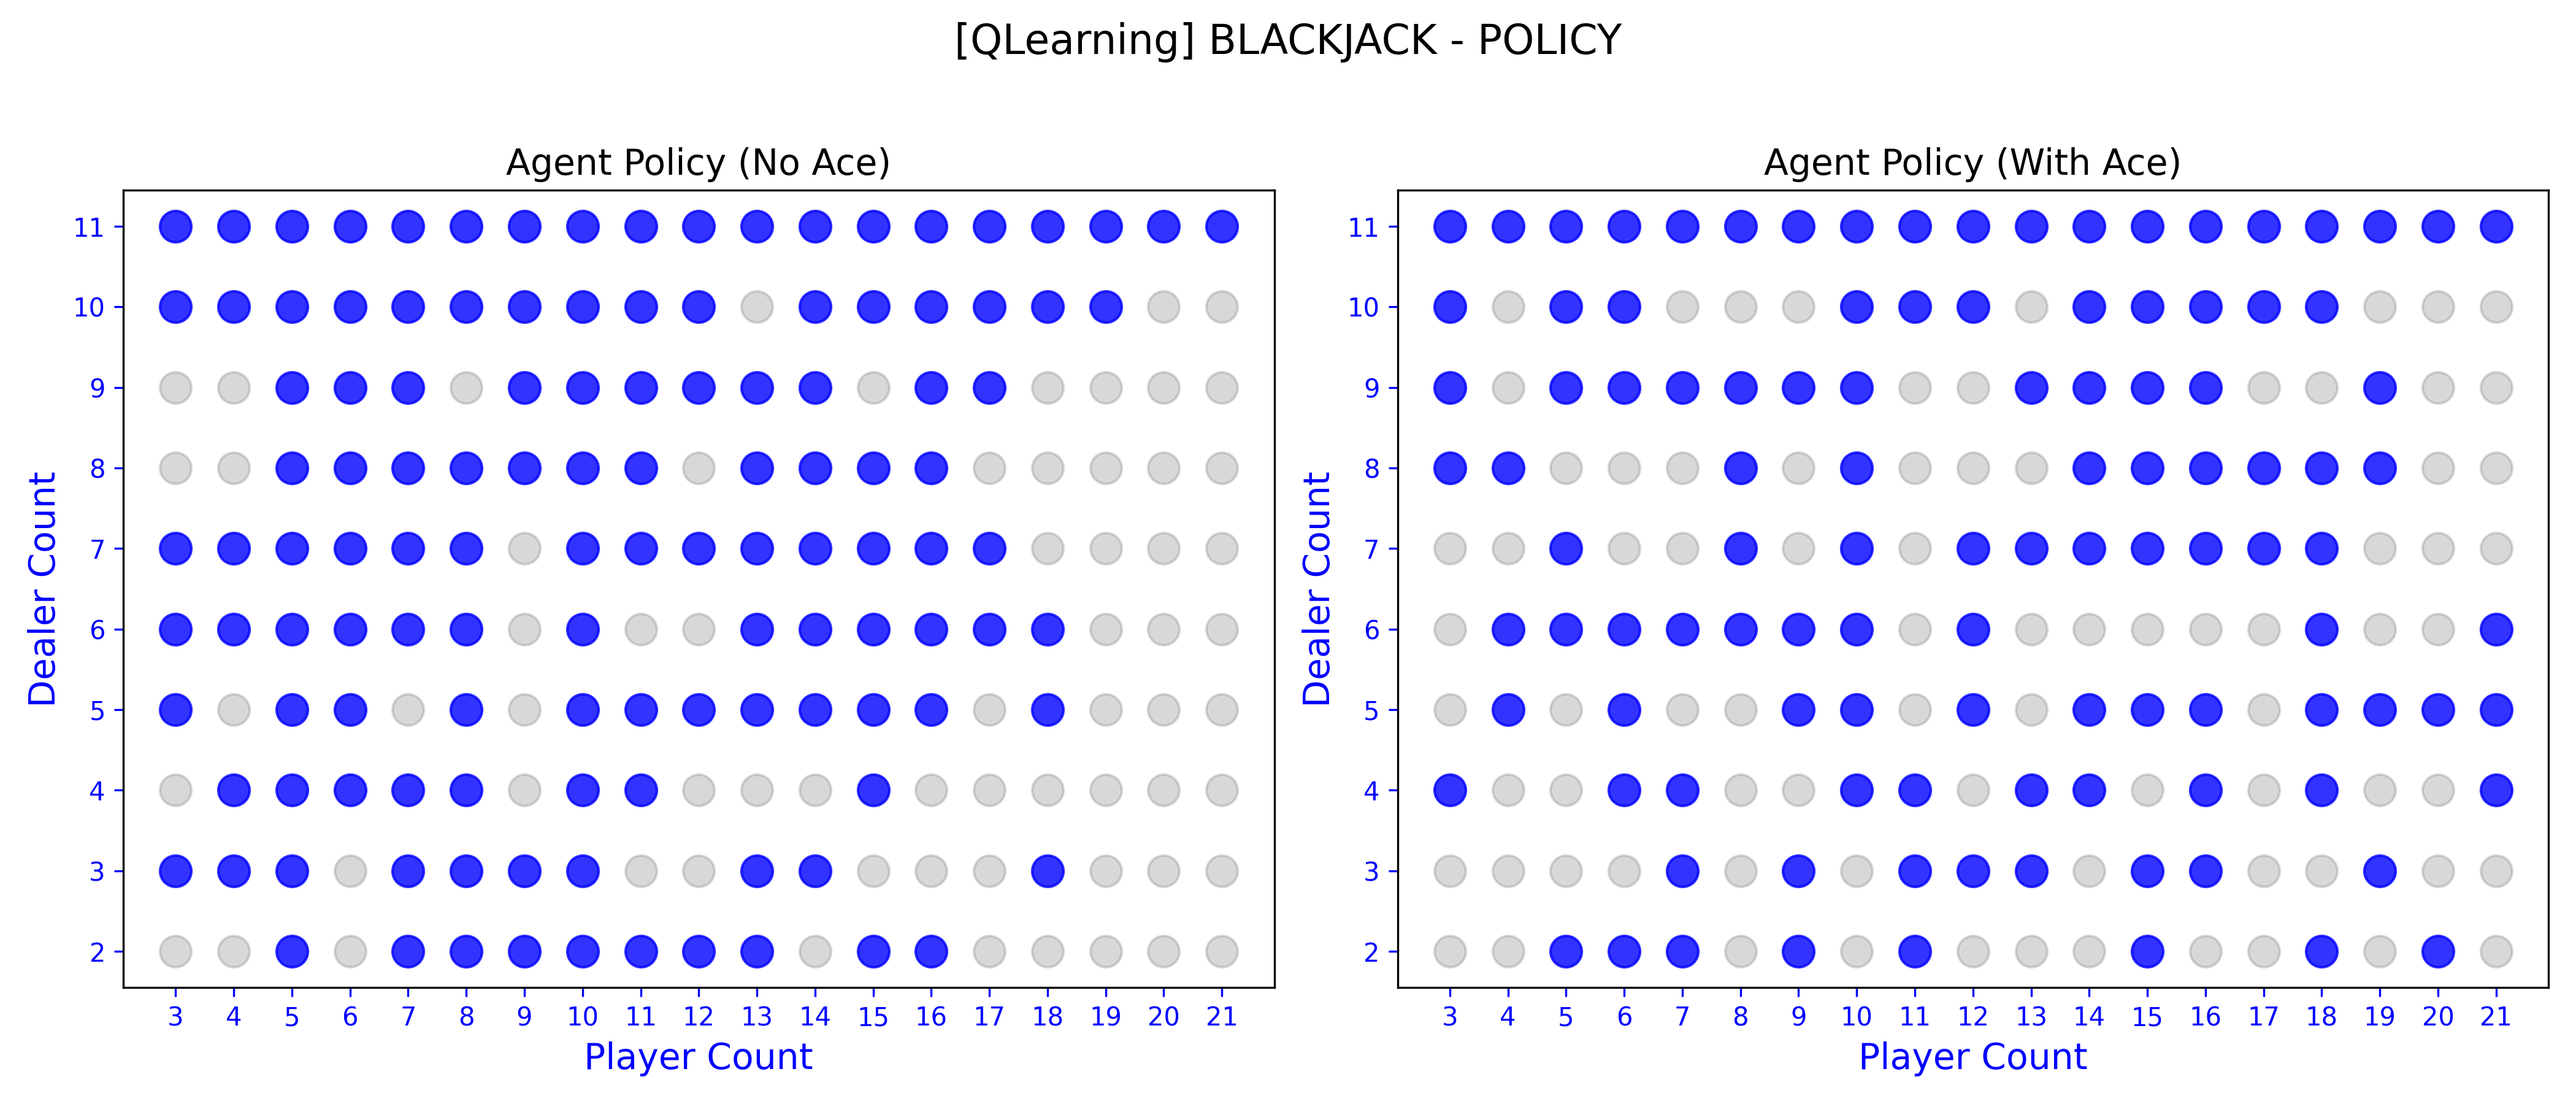 [QLearning] BLACKJACK - POLICY
Agent Policy (No Ace)
11
10
9
8
7
6
5
4
3
2
Dealer Count
3 4 5 6 7 8 9 10 11 12 13 14 15 16 17 18 19 20 21
Player Count
Agent Policy (With Ace)
11
10
9
8
7
6
5
4
3
2
Dealer Count
3 4 5 6 7 8 9 10 11 12 13 14 15 16 17 18 19 20 21
Player Count